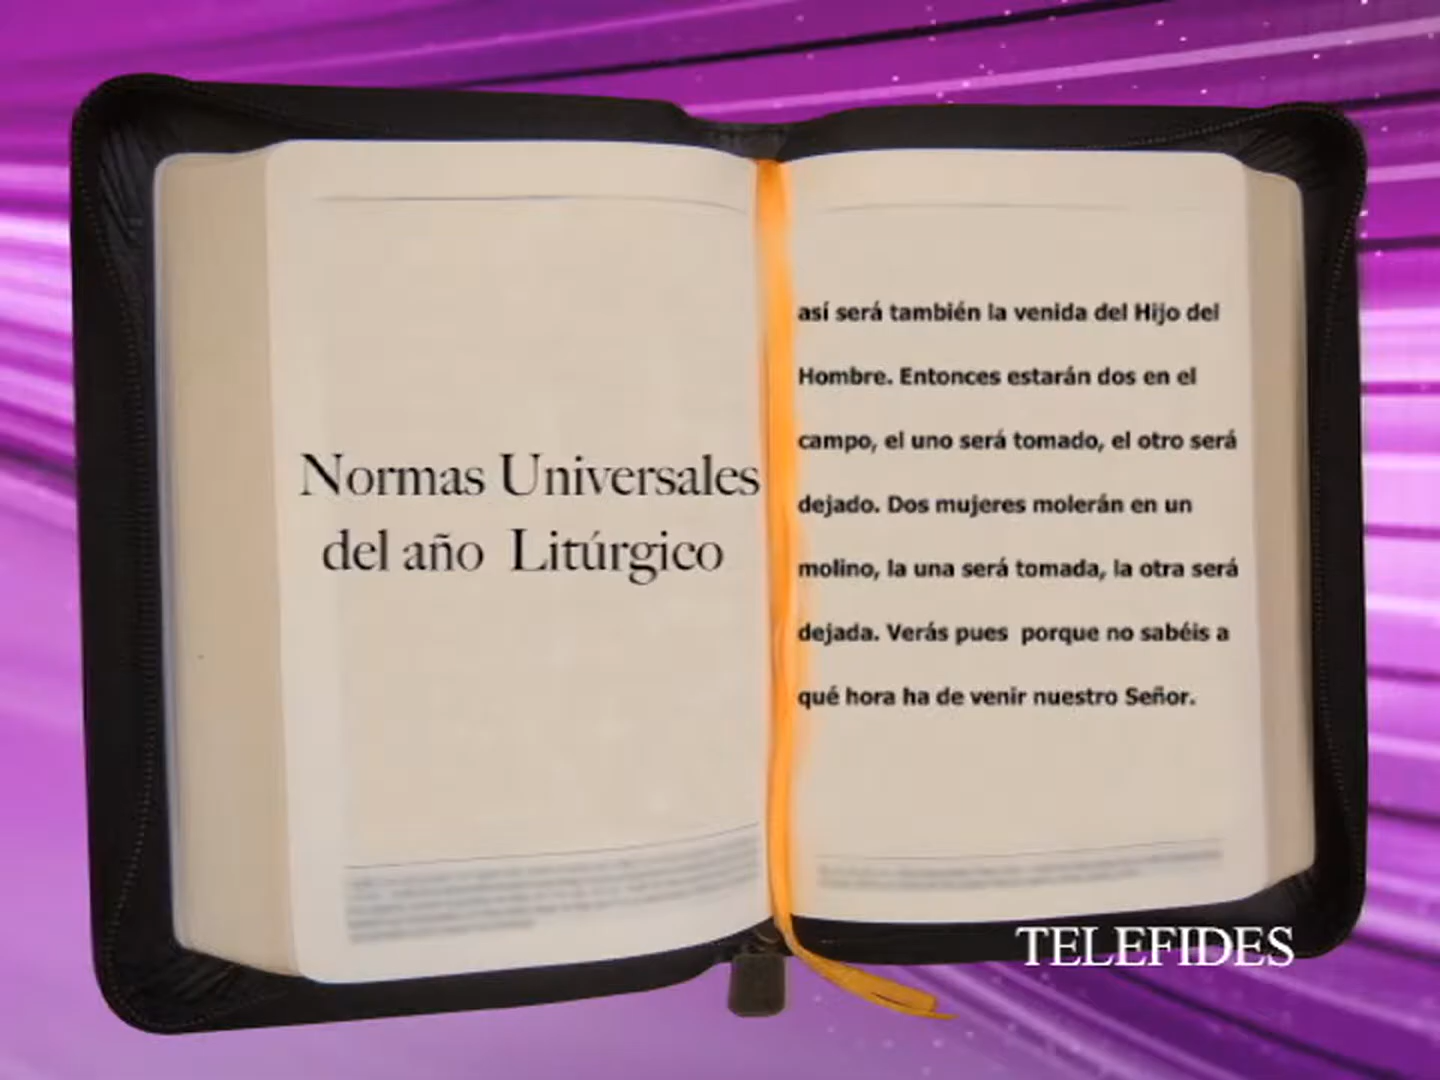 Normas Universales
del año Litúrgico
así será también la venida del Hijo del
Hombre. Entonces estarán dos en el
campo, el uno será tomado, el otro será
dejado. Dos mujeres molerán en un
molino, la una será tomada, la otra será
dejada. Verás pues porque no sabéis a
qué hora ha de venir nuestro Señor.
TELEFIDES